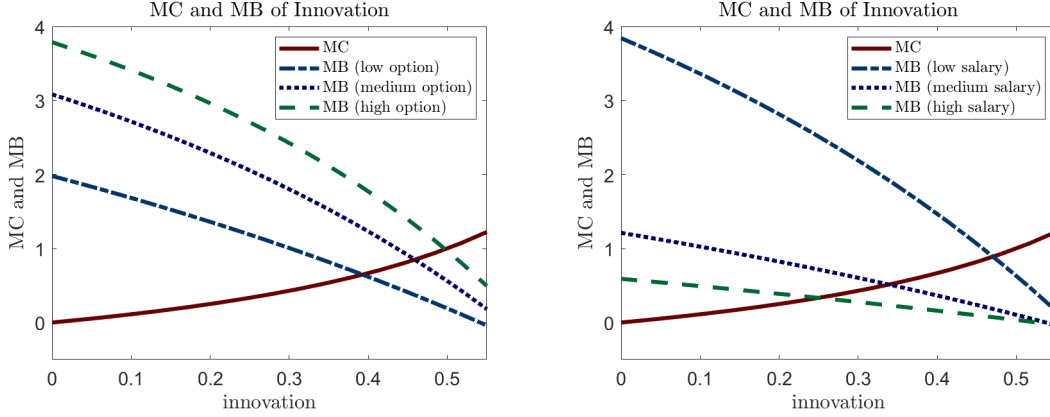 MC and MB of Innovation
4
3
2
1
0
MC and MB
MC
MB (low option)
MB (medium option)
MB (high option)
0 0.1 0.2 0.3 0.4 0.5
innovation
MC and MB of Innovation
4
3
2
1
0
MC and MB
MC
MB (low salary)
MB (medium salary)
MB (high salary)
0 0.1 0.2 0.3 0.4 0.5
innovation